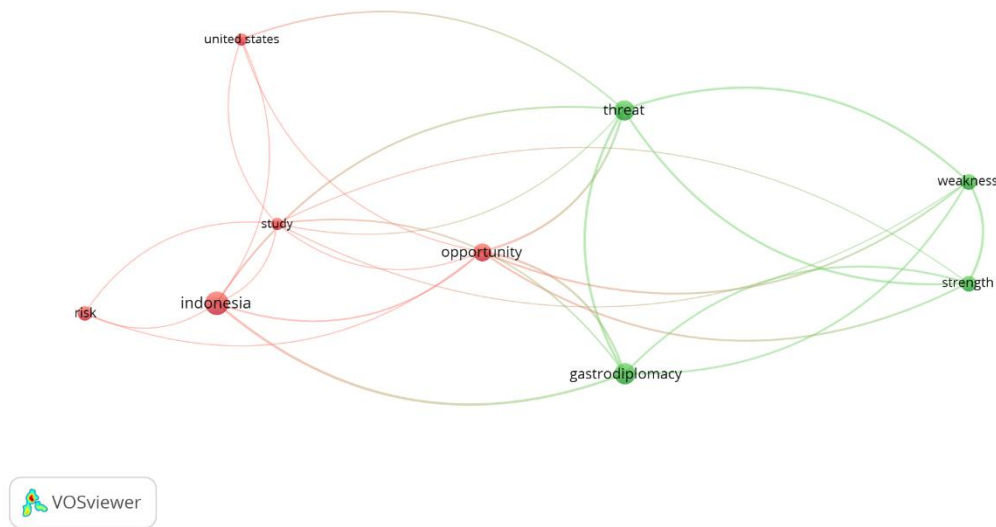 united states
threat
weakness
study
opportunity
strength
indonesia
risk
gastrodiplomacy
VOSviewer